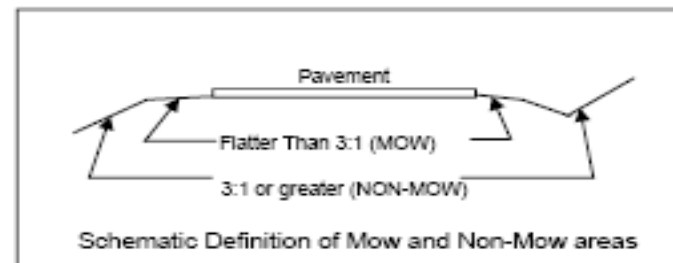 Pavement
Flatter Than 3:1 (MOW)
3:1 or greater (NON-MOW)
Schematic Definition of Mow and Non-Mow areas